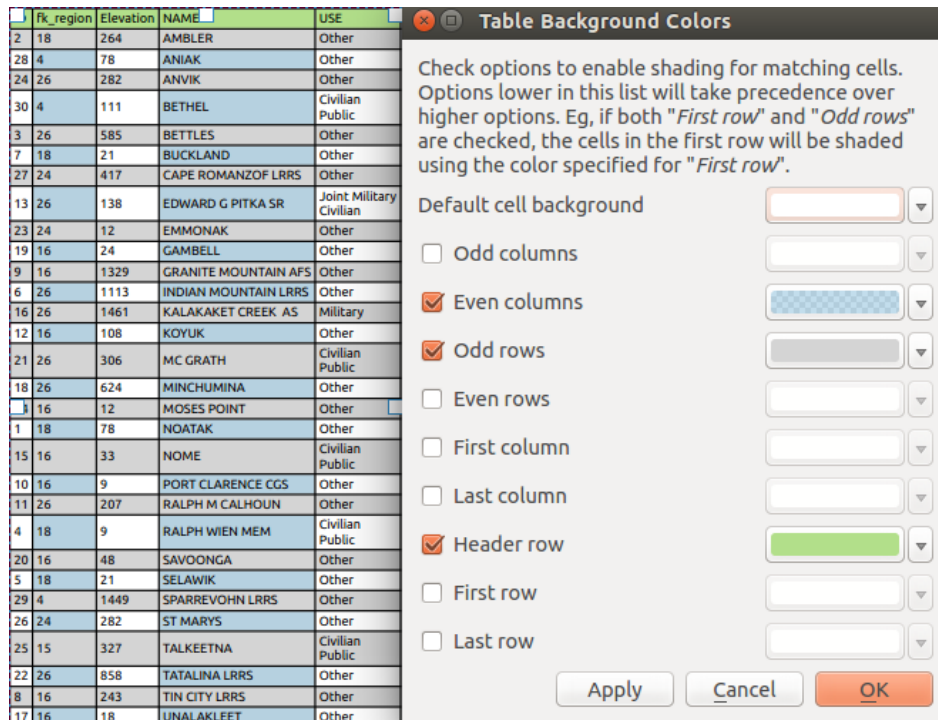 fk_region Elevation NAME USE
2 18 264 AMBLER Other
28 4 78 ANIAK Other
24 26 282 ANVIK Other
30 4 111 BETHEL Civilian Public
3 26 585 BETTLES Other
7 18 21 BUCKLAND Other
27 24 417 CAPE ROMANZOF LRRS Other
13 26 138 EDWARD G PITKA SR Joint Military Civilian
23 24 12 EMMONAK Other
19 16 24 GAMBELL Other
9 16 1329 GRANITE MOUNTAIN AFS Other
6 26 1113 INDIAN MOUNTAIN LRRS Other
16 26 1461 KALAKAKET CREEK AS Military
12 16 108 KOYUK Other
21 26 306 MC GRATH Civilian Public
18 26 624 MINCHUMINA Other
16 12 MOSES POINT Other
1 18 78 NOATAK Other
15 16 33 NOME Civilian Public
10 16 9 PORT CLARENCE CGS Other
11 26 207 RALPH M CALHOUN Other
4 18 9 RALPH WIEN MEM Civilian Public
20 16 48 SAVOONGA Other
5 18 21 SELAWIK Other
29 4 1449 SPARREVOHN LRRS Other
26 24 282 ST MARYS Other
25 15 327 TALKEETNA Civilian Public
22 26 858 TATALINA LRRS Other
8 16 243 TIN CITY LRRS Other
17 16 18 UNALAKLEET Other
Table Background Colors
Check options to enable shading for matching cells.
Options lower in this list will take precedence over
higher options. Eg, if both "First row" and "Odd rows"
are checked, the cells in the first row will be shaded
using the color specified for "First row".
Default cell background
Odd columns
Even columns
Odd rows
Even rows
First column
Last column
Header row
First row
Last row
Apply Cancel OK